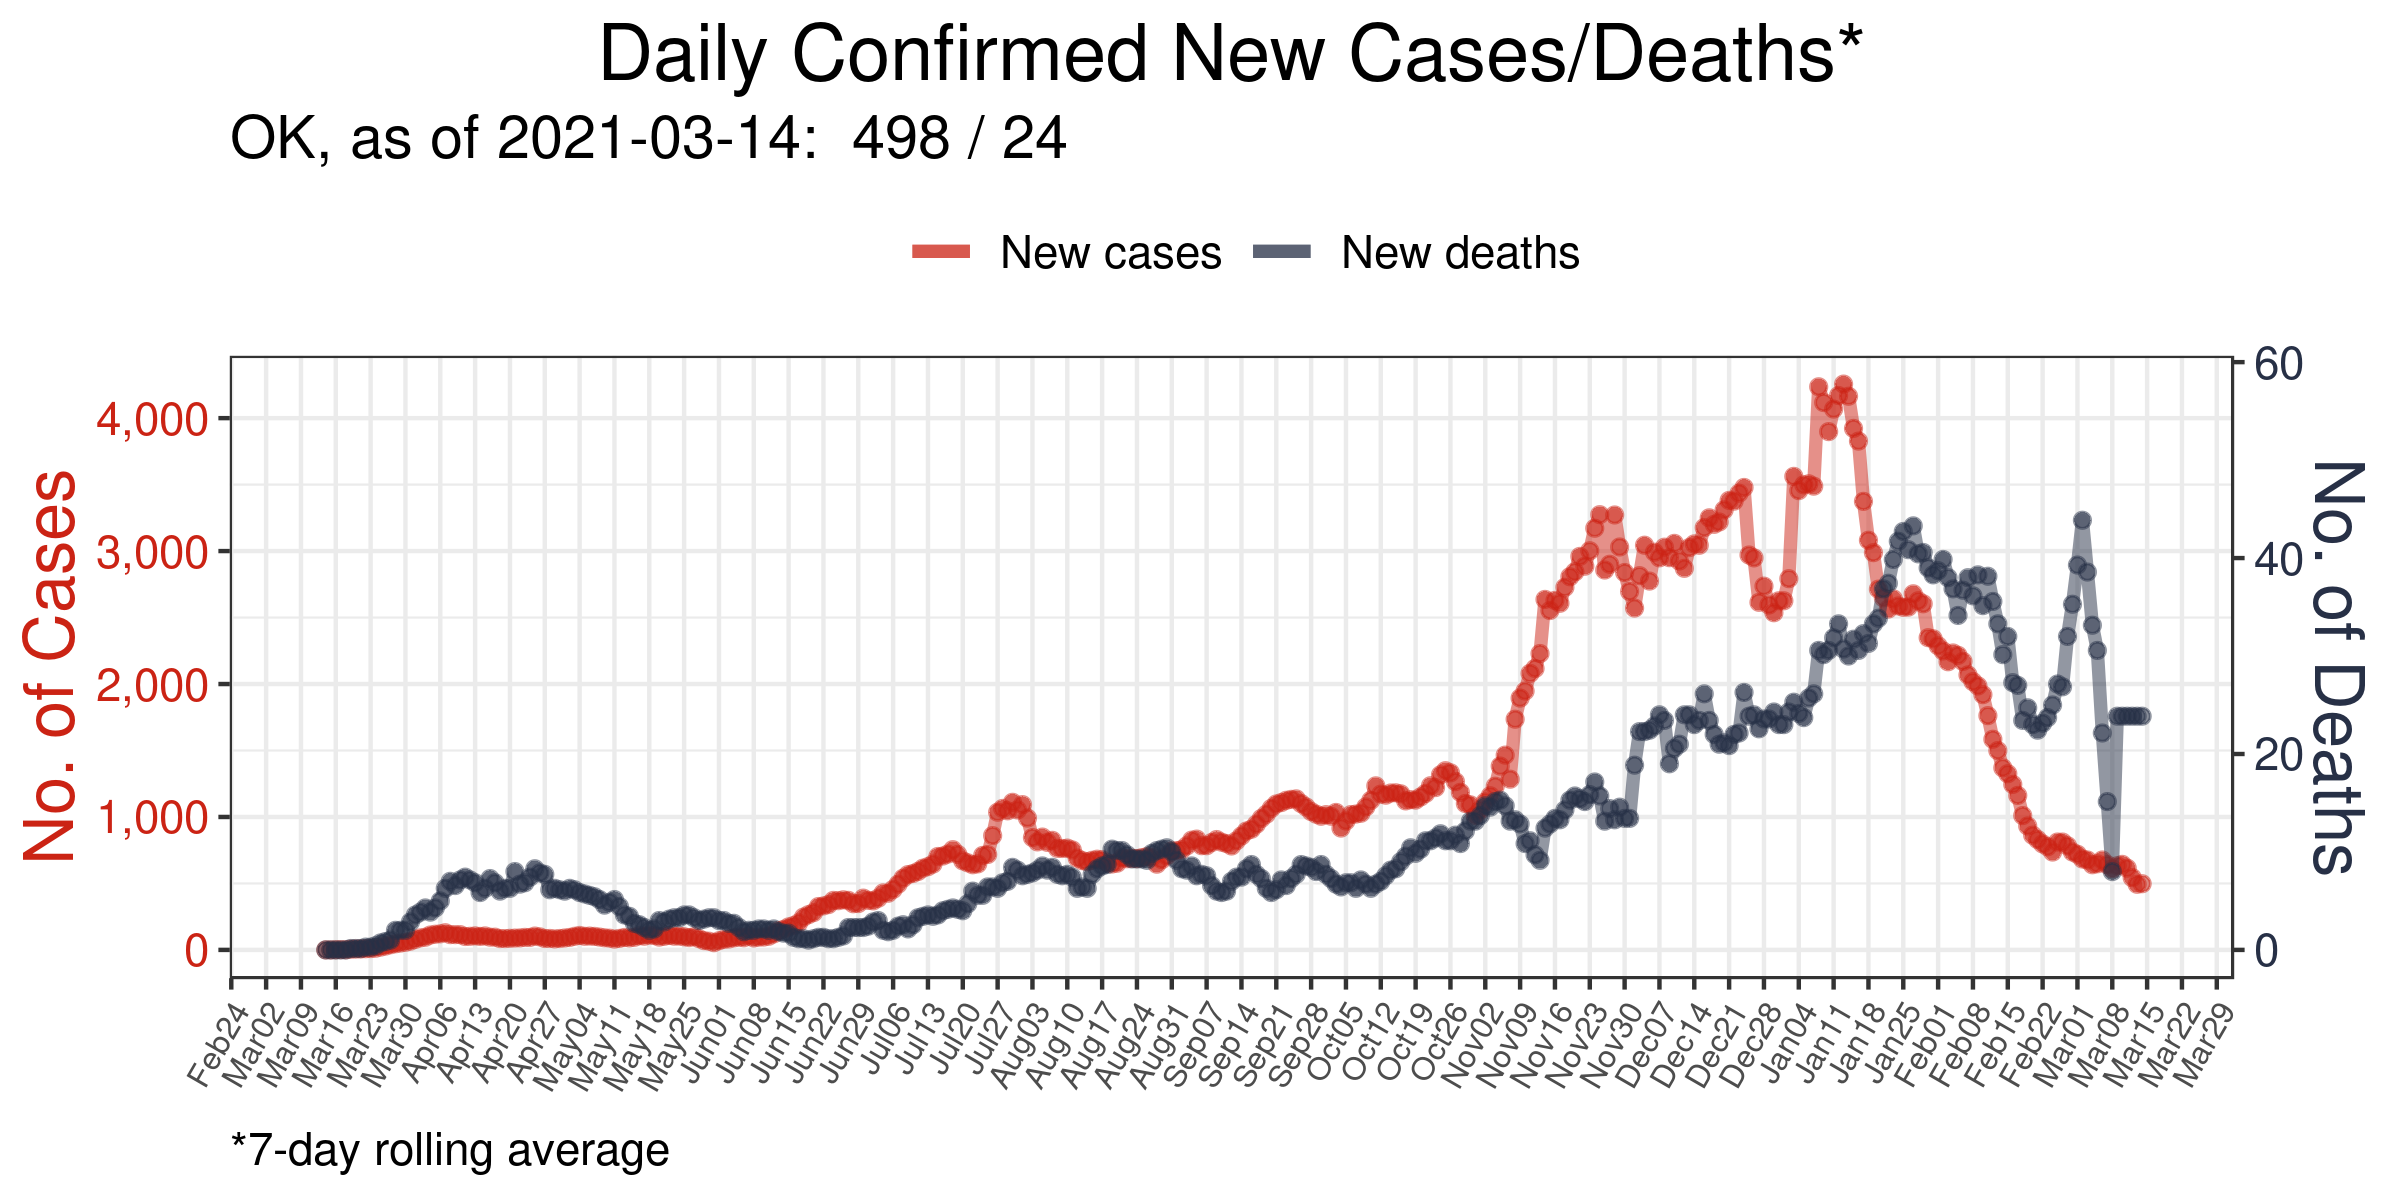 Daily Confirmed New Cases/Deaths*
OK, as of 2021-03-14:  498 / 24
New cases
New deaths
No. of Cases
4,000
3,000
2,000
1,000
0
60
40
20
0
No. of Deaths
Feb24
Mar02
Mar09
Mar16
Mar23
Mar30
Apr06
Apr13
Apr20
Apr27
May04
May11
May18
May25
Jun01
Jun08
Jun15
Jun22
Jun29
Jul06
Jul13
Jul20
Jul27
Aug03
Aug10
Aug17
Aug24
Aug31
Sep07
Sep14
Sep21
Sep28
Oct05
Oct12
Oct19
Oct26
Nov02
Nov09
Nov16
Nov23
Nov30
Dec07
Dec14
Dec21
Dec28
Jan04
Jan11
Jan18
Jan25
Feb01
Feb08
Feb15
Feb22
Mar01
Mar08
Mar15
Mar22
Mar29
*7-day rolling average